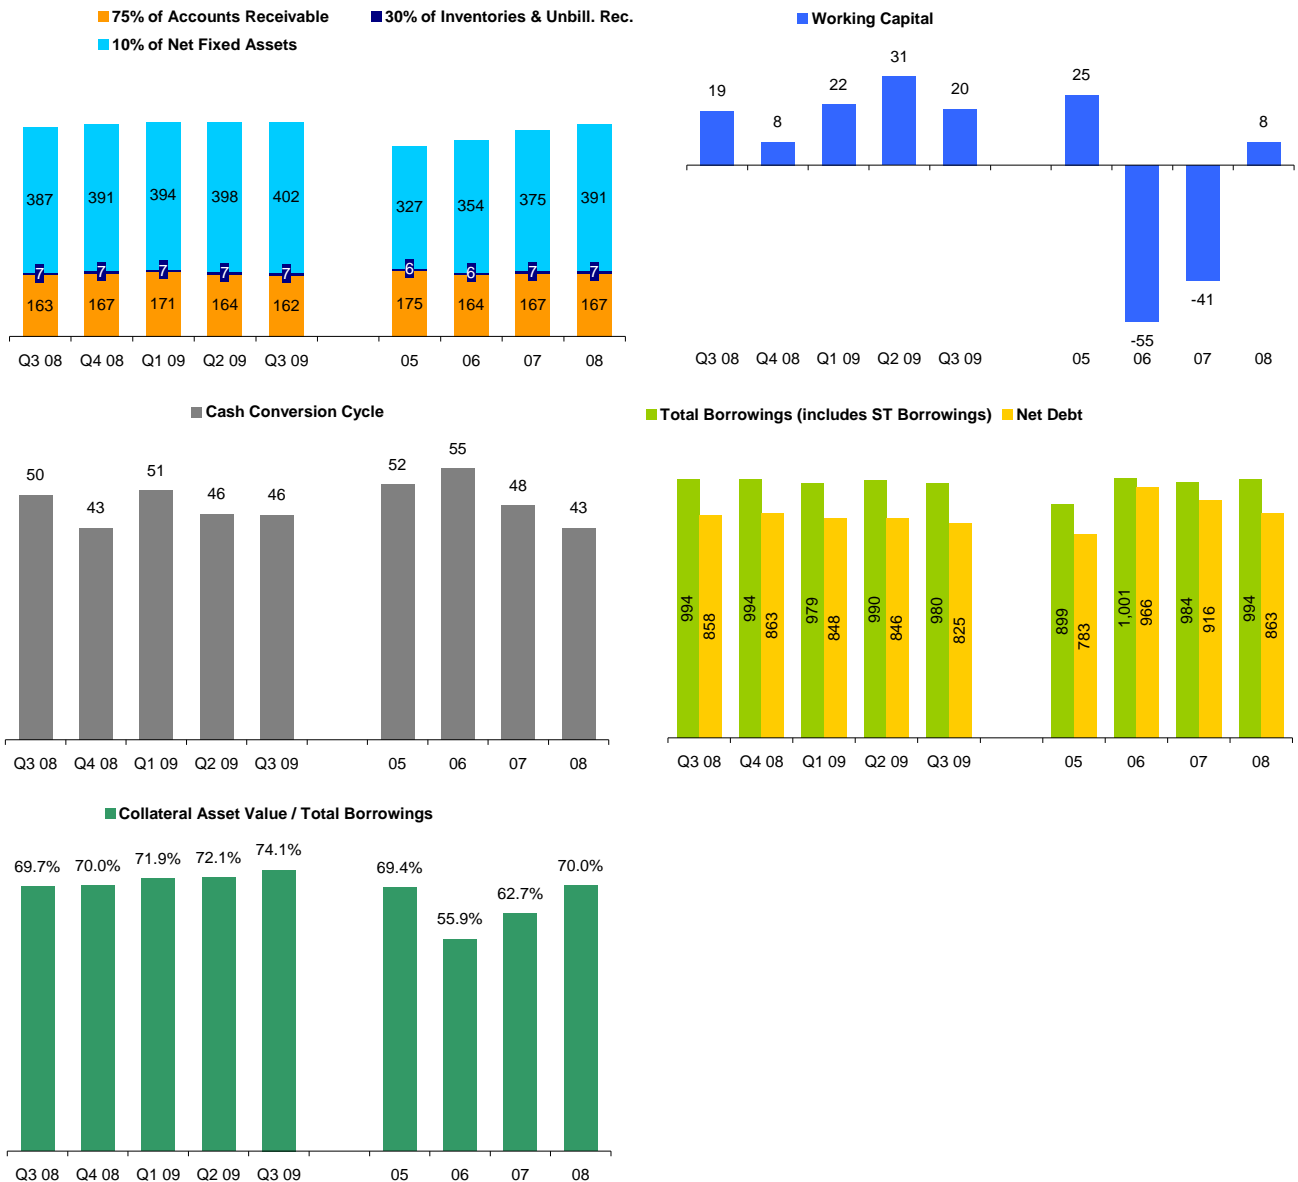 75% of Accounts Receivable
30% of Inventories & Unbill. Rec.
10% of Net Fixed Assets
387 391 394 398 402 327 354 375 391
7 7 7 7 7 6 6 7 7
163 167 171 164 162 175 164 167 167
Q3 08 Q4 08 Q1 09 Q2 09 Q3 09 05 06 07 08
Working Capital
19 8 22 31 20 25 -55 -41 8
Q3 08 Q4 08 Q1 09 Q2 09 Q3 09 05 06 07 08
Cash Conversion Cycle
50 43 51 46 46 52 55 48 43
Q3 08 Q4 08 Q1 09 Q2 09 Q3 09 05 06 07 08
Total Borrowings (includes ST Borrowings) Net Debt
994 858 994 863 979 848 990 846 980 825 899 783 1,001 966 984 916 994 863
Q3 08 Q4 08 Q1 09 Q2 09 Q3 09 05 06 07 08
Collateral Asset Value / Total Borrowings
69.7% 70.0% 71.9% 72.1% 74.1% 69.4% 55.9% 62.7% 70.0%
Q3 08 Q4 08 Q1 09 Q2 09 Q3 09 05 06 07 08